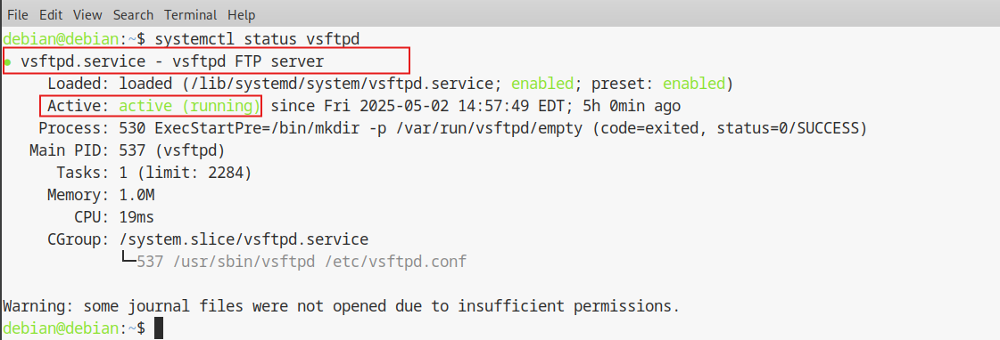 File Edit View Search Terminal Help
debian@debian:~$ systemctl status vsftpd
● vsftpd.service - vsftpd FTP server
Loaded: loaded (/lib/systemd/system/vsftpd.service; enabled; preset: enabled)
Active: active (running) since Fri 2025-05-02 14:57:49 EDT; 5h 0min ago
Process: 530 ExecStartPre=/bin/mkdir -p /var/run/vsftpd/empty (code=exited, status=0/SUCCESS)
Main PID: 537 (vsftpd)
Tasks: 1 (limit: 2284)
Memory: 1.0M
CPU: 19ms
CGroup: /system.slice/vsftpd.service
└─537 /usr/sbin/vsftpd /etc/vsftpd.conf
Warning: some journal files were not opened due to insufficient permissions.
debian@debian:~$